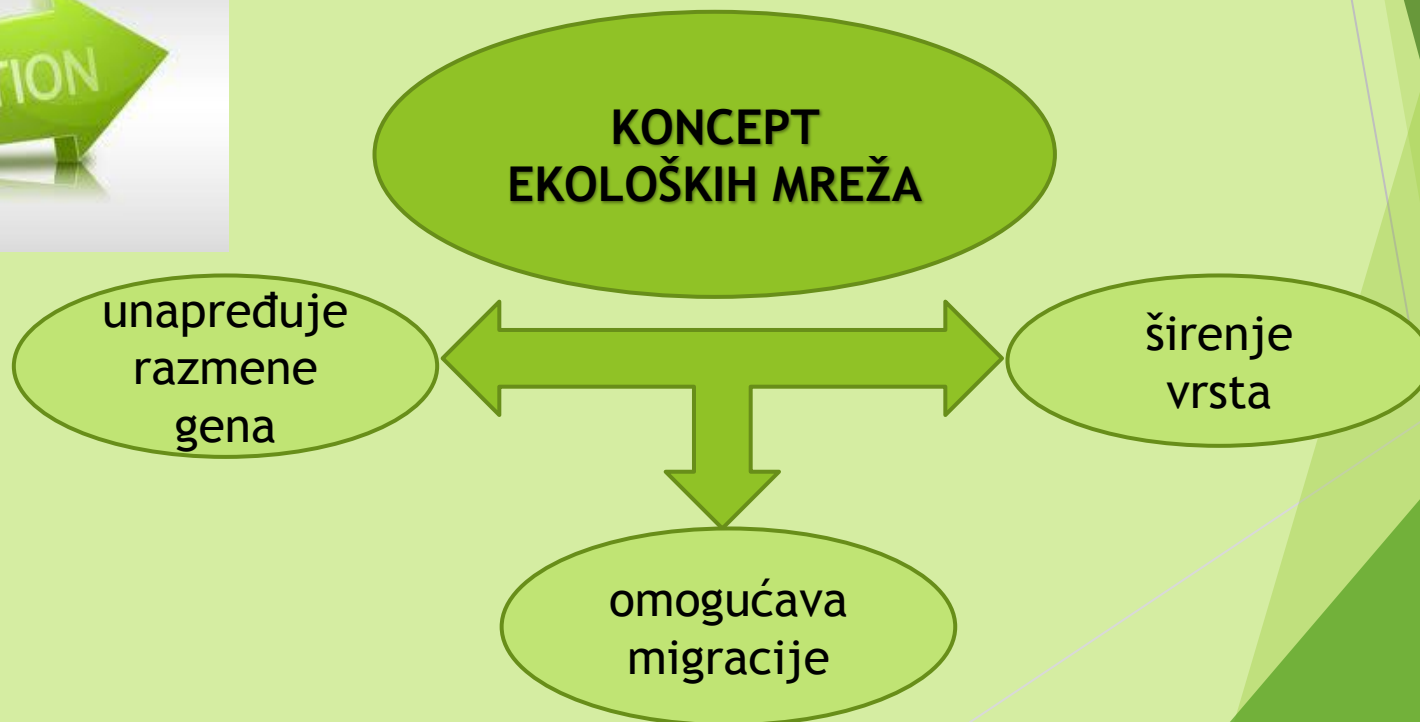 TION
KONCEPT
EKOLOŠKIH MREŽA
unapređuje
razmene
gena
širenje
vrsta
omogućava
migracije